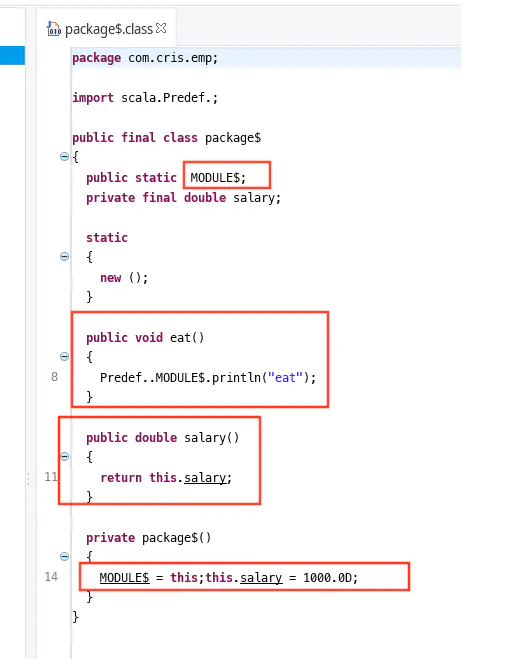 package$.class
package com.cris.emp;
import scala.Predef.;
public final class package$
{
public static MODULE$;
private final double salary;
static
{
new ();
}
public void eat()
{
8 Predef..MODULE$.println("eat");
}
public double salary()
{
11 return this.salary;
}
private package$()
{
14 MODULE$ = this;this.salary = 1000.0D;
}
}